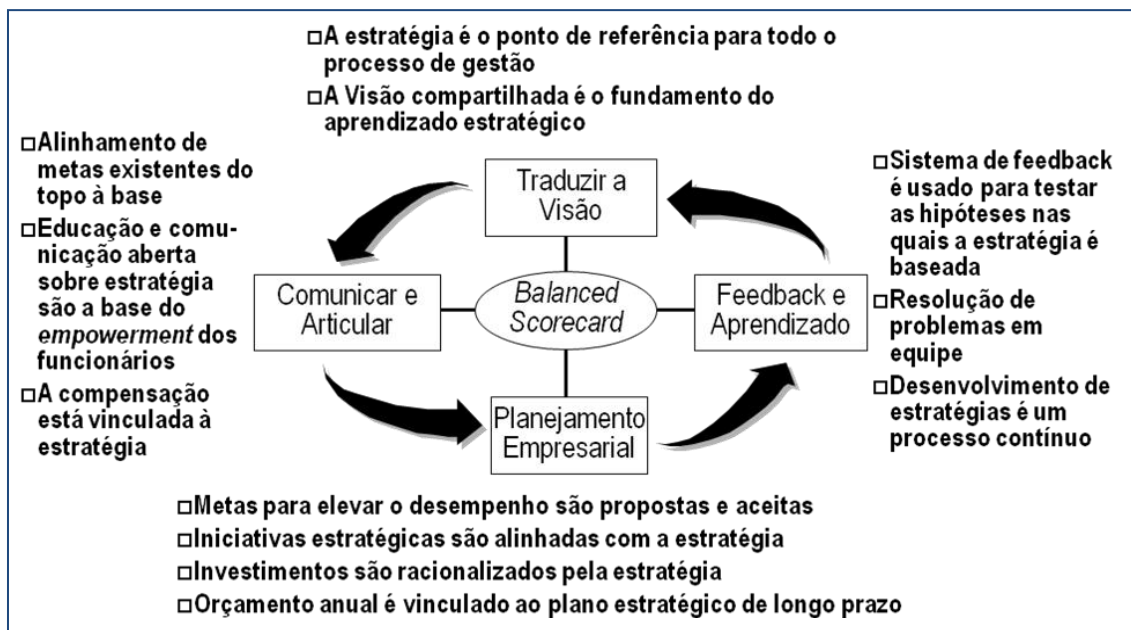 □A estratégia é o ponto de referência para todo o
processo de gestão
□A Visão compartilhada é o fundamento do
aprendizado estratégico
□Alinhamento de
metas existentes do
topo à base
□Educação e comu-
nicação aberta
sobre estratégia
são a base do
empowerment dos
funcionários
□A compensação
está vinculada à
estratégia
Traduzir a
Visão
Comunicar e
Articular
Balanced
Scorecard
Feedback e
Aprendizado
Planejamento
Empresarial
□Sistema de feedback
é usado para testar
as hipóteses nas
quais a estratégia é
baseada
□Resolução de
problemas em
equipe
□Desenvolvimento de
estratégias é um
processo contínuo
□Metas para elevar o desempenho são propostas e aceitas
□Iniciativas estratégicas são alinhadas com a estratégia
□Investimentos são racionalizados pela estratégia
□Orçamento anual é vinculado ao plano estratégico de longo prazo